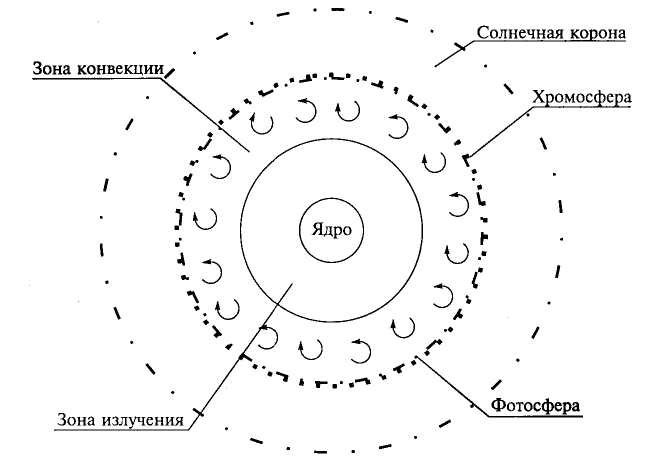 Солнечная корона
Зона конвекции
Хромосфера
Ядро
Зона излучения
Фотосфера